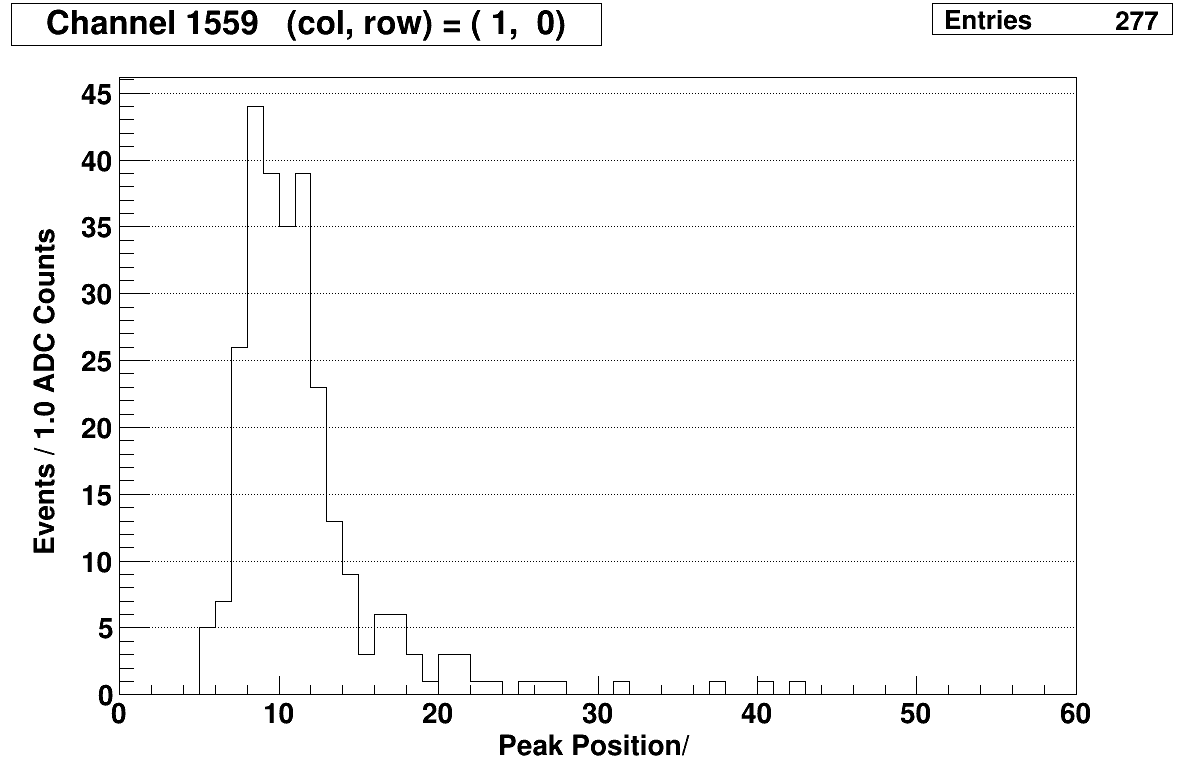 Channel 1559 (col, row) = ( 1, 0)
Entries 277
45
40
35
30
25
20
15
10
5
0
Events / 1.0 ADC Counts
0 10 20 30 40 50 60
Peak Position/